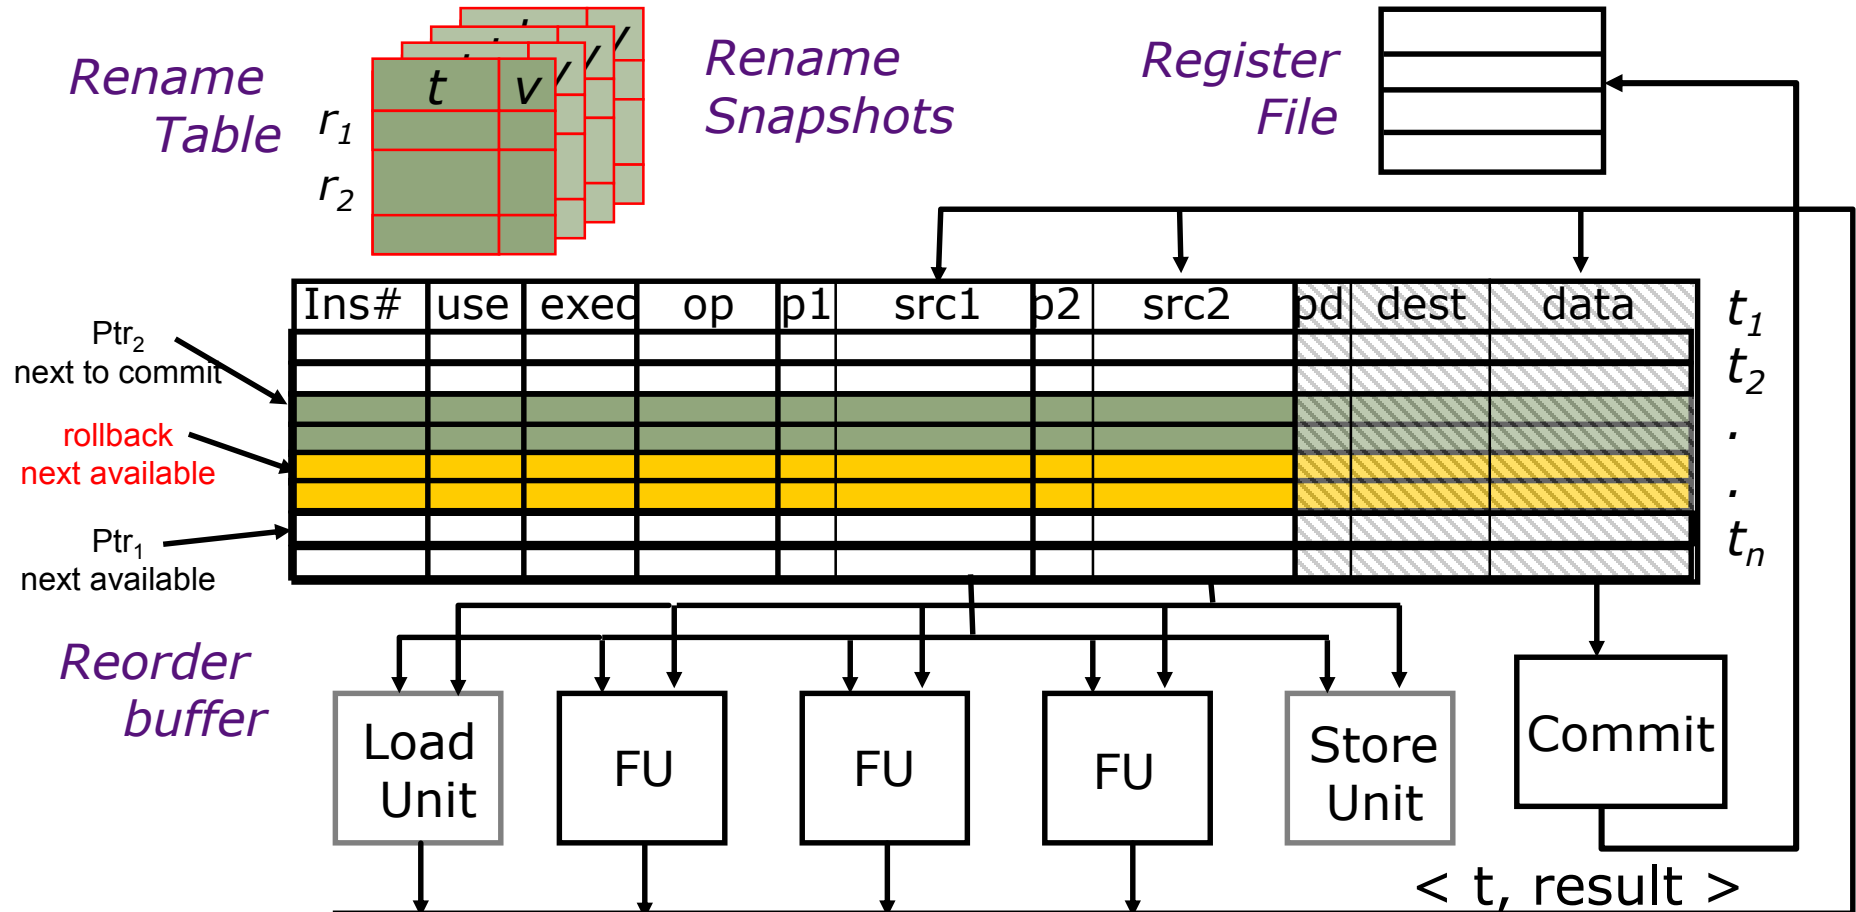 Rename
Table
t v
r1
r2
Rename
Snapshots
Register
File
Ins# use exec op p1 src1 p2 src2 pd dest data
t1
t2
.
.
tn
Ptr2
next to commit
rollback
next available
Ptr1
next available
Reorder
buffer
Load
Unit
FU
FU
FU
Store
Unit
Commit
< t, result >